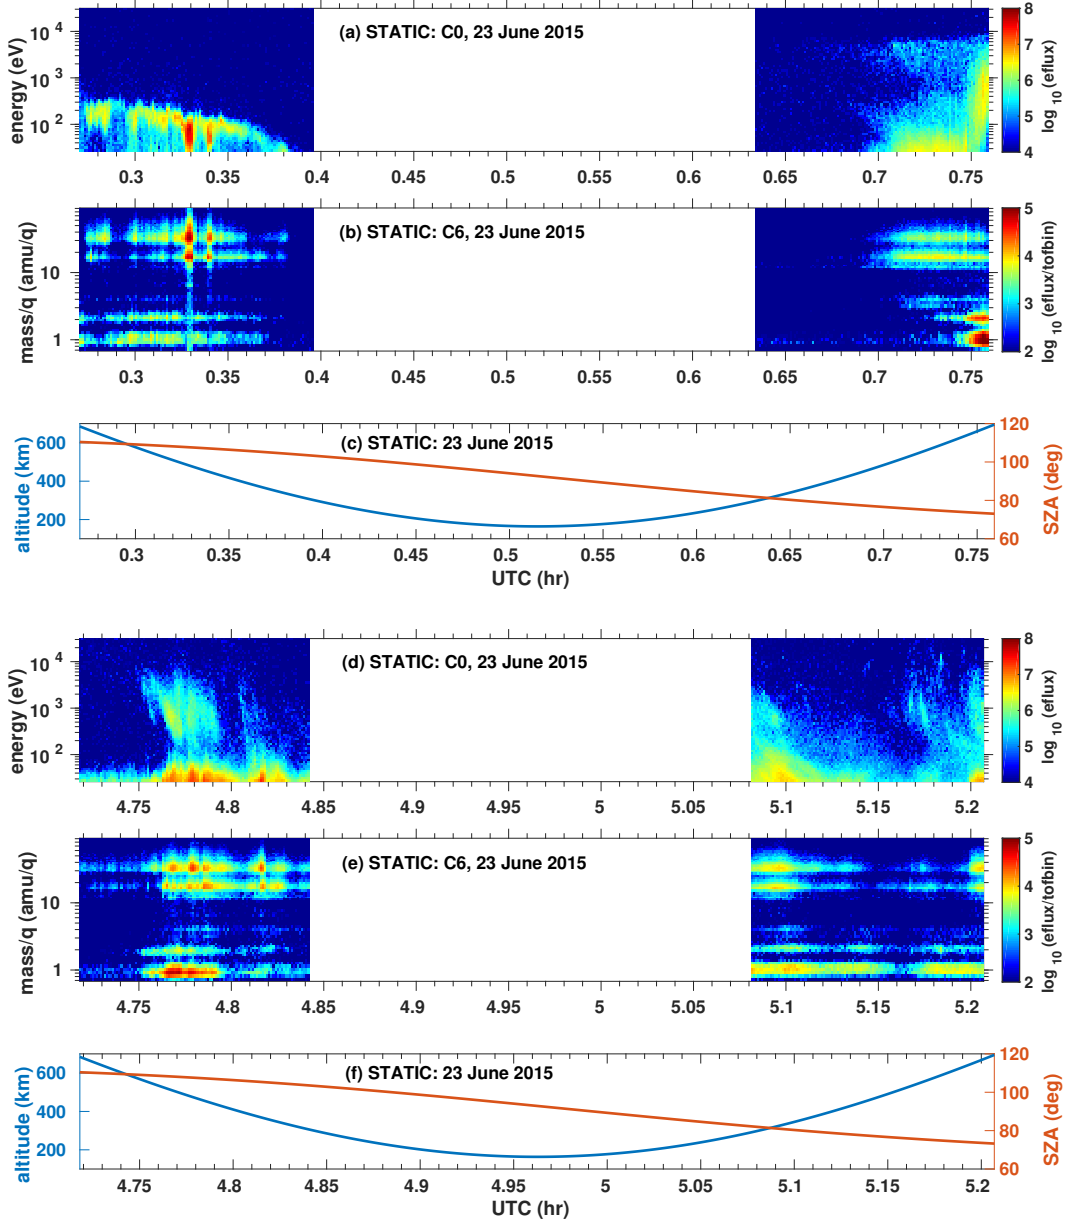 (a) STATIC: C0, 23 June 2015
energy (eV)
10 4
10 3
10 2
0.3 0.35 0.4 0.45 0.5 0.55 0.6 0.65 0.7 0.75
8
7
6
5
4
log 10 (eflux)
(b) STATIC: C6, 23 June 2015
mass/q (amu/q)
10
1
0.3 0.35 0.4 0.45 0.5 0.55 0.6 0.65 0.7 0.75
5
4
3
2
log 10 (eflux/tofbin)
(c) STATIC: 23 June 2015
altitude (km)
600
400
200
120
100
80
60
SZA (deg)
0.3 0.35 0.4 0.45 0.5 0.55 0.6 0.65 0.7 0.75
UTC (hr)
(d) STATIC: C0, 23 June 2015
energy (eV)
10 4
10 3
10 2
4.75 4.8 4.85 4.9 4.95 5 5.05 5.1 5.15 5.2
8
7
6
5
4
log 10 (eflux)
(e) STATIC: C6, 23 June 2015
mass/q (amu/q)
10
1
4.75 4.8 4.85 4.9 4.95 5 5.05 5.1 5.15 5.2
5
4
3
2
log 10 (eflux/tofbin)
(f) STATIC: 23 June 2015
altitude (km)
600
400
200
120
100
80
60
SZA (deg)
4.75 4.8 4.85 4.9 4.95 5 5.05 5.1 5.15 5.2
UTC (hr)